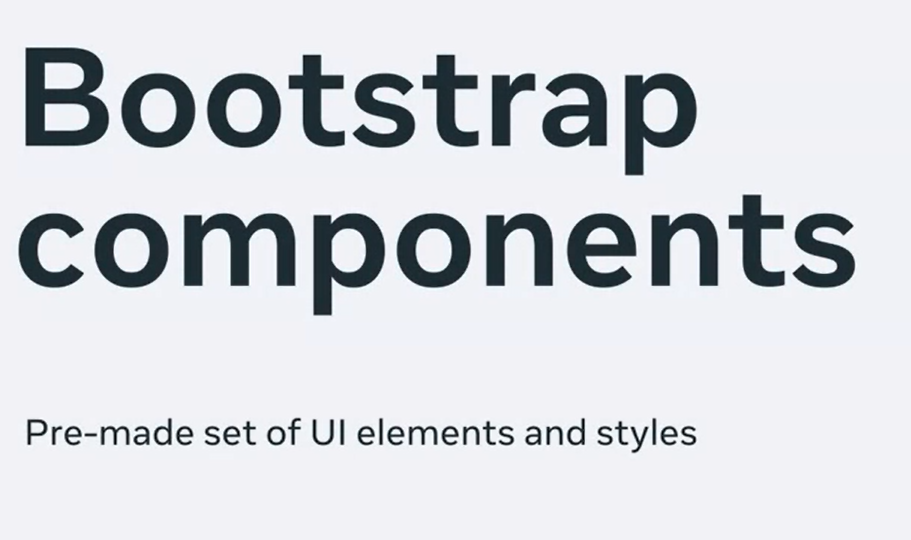 Bootstrap
components
Pre-made set of UI elements and styles